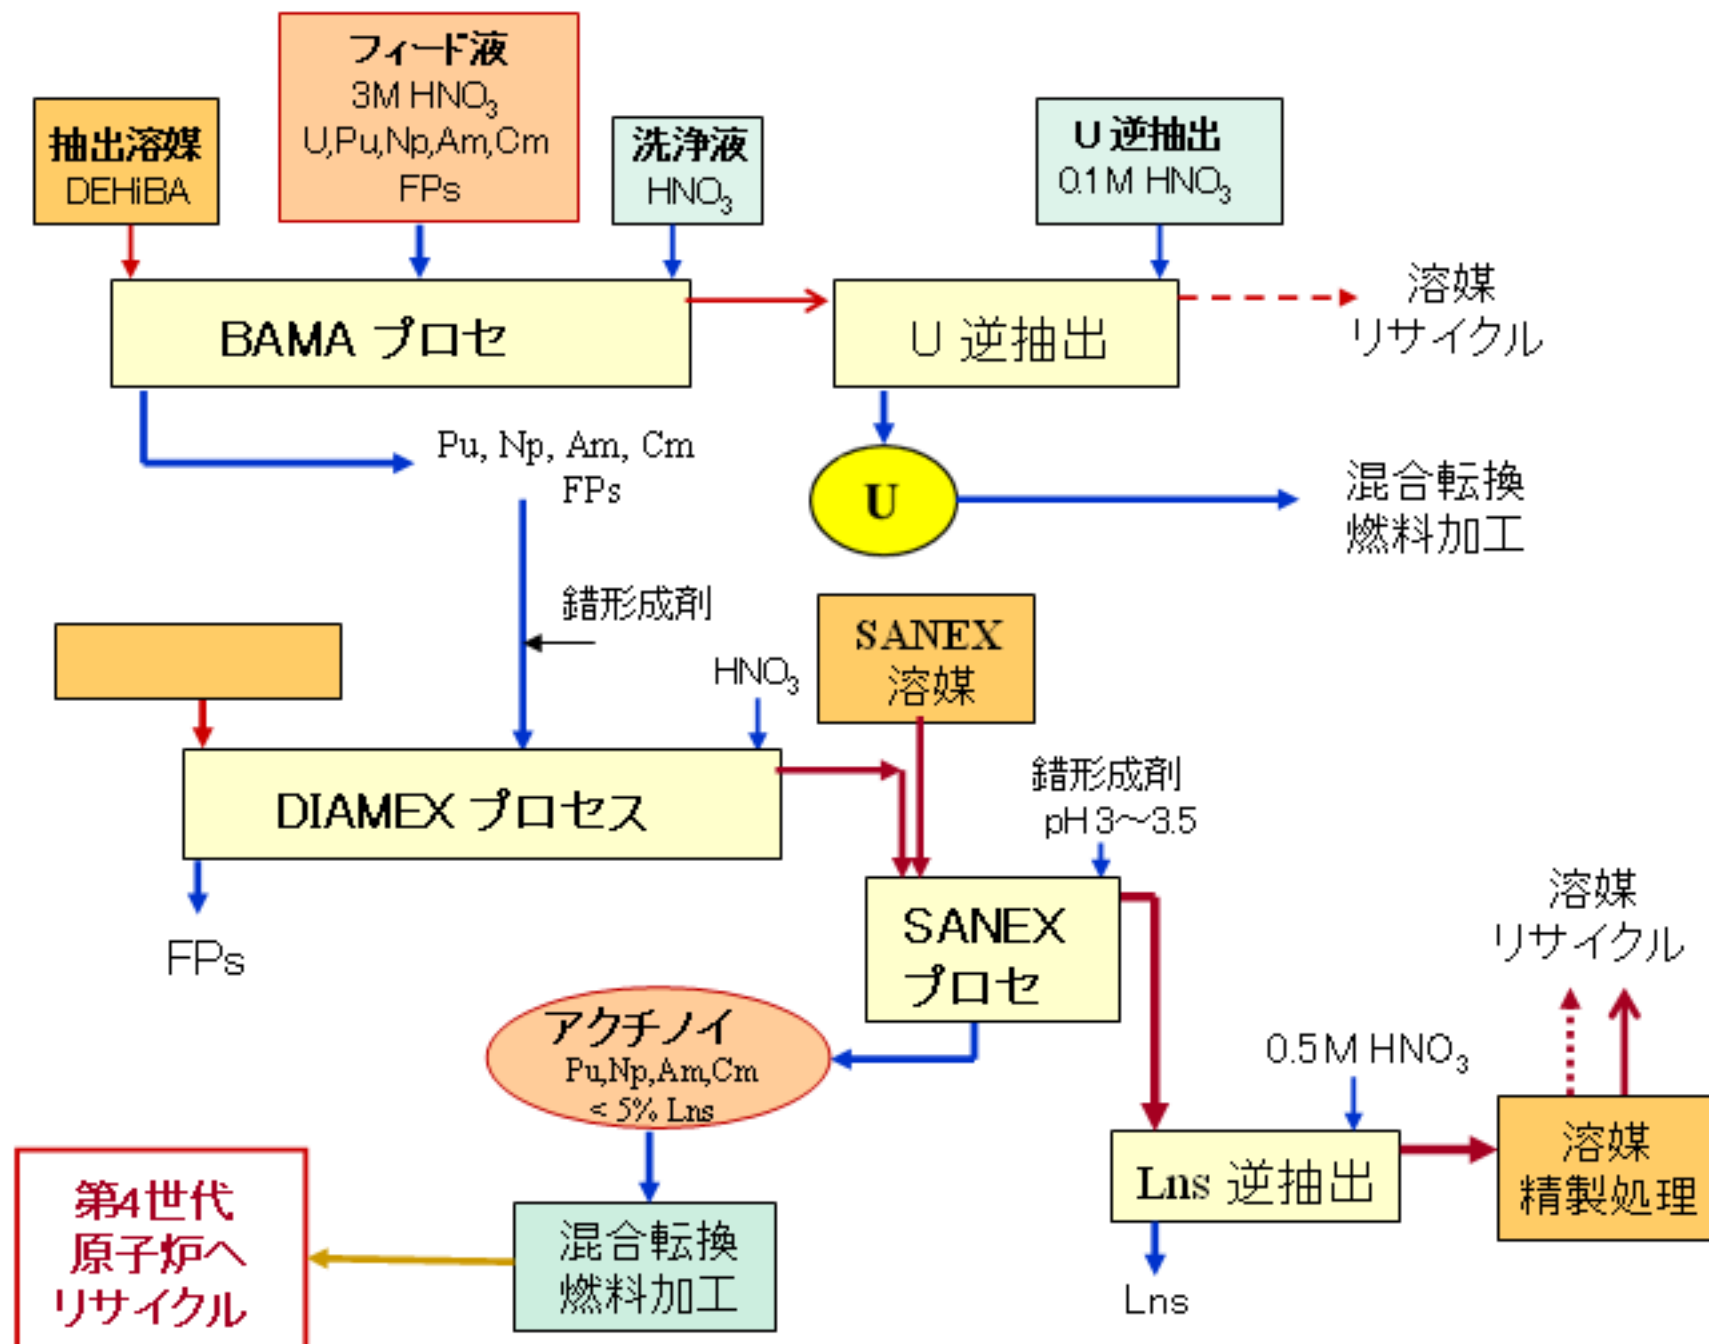 フィード液
3M HNO₃
U,Pu,Np,Am,Cm
FPs
抽出溶媒
DEHiBA
洗浄液
HNO₃
U 逆抽出
0.1M HNO₃
BAMA プロセ
U 逆抽出
溶媒
リサイクル
Pu, Np, Am, Cm
FPs
U
混合転換
燃料加工
錯形成剤
HNO₃
SANEX
溶媒
DIAMEX プロセス
錯形成剤
pH 3～3.5
FPs
SANEX
プロセ
溶媒
リサイクル
アクチノイ
Pu,Np,Am,Cm
< 5% Lns
0.5M HNO₃
Lns 逆抽出
溶媒
精製処理
第4世代
原子炉へ
リサイクル
混合転換
燃料加工
Lns